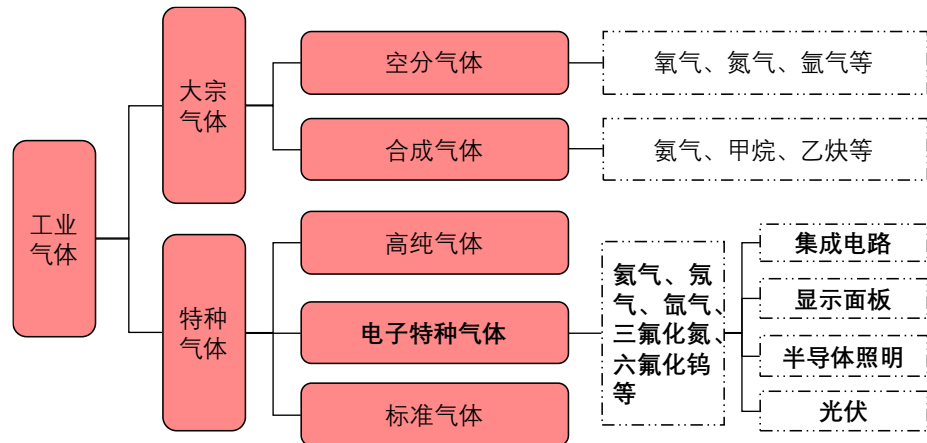 工业
气体
大宗
气体
空分气体
氧气、氮气、氩气等
合成气体
氨气、甲烷、乙炔等
特种
气体
高纯气体
电子特种气体
标准气体
氦气、氖
气、氙气、
三氟化氮、
六氟化钨
等
集成电路
显示面板
半导体照明
光伏